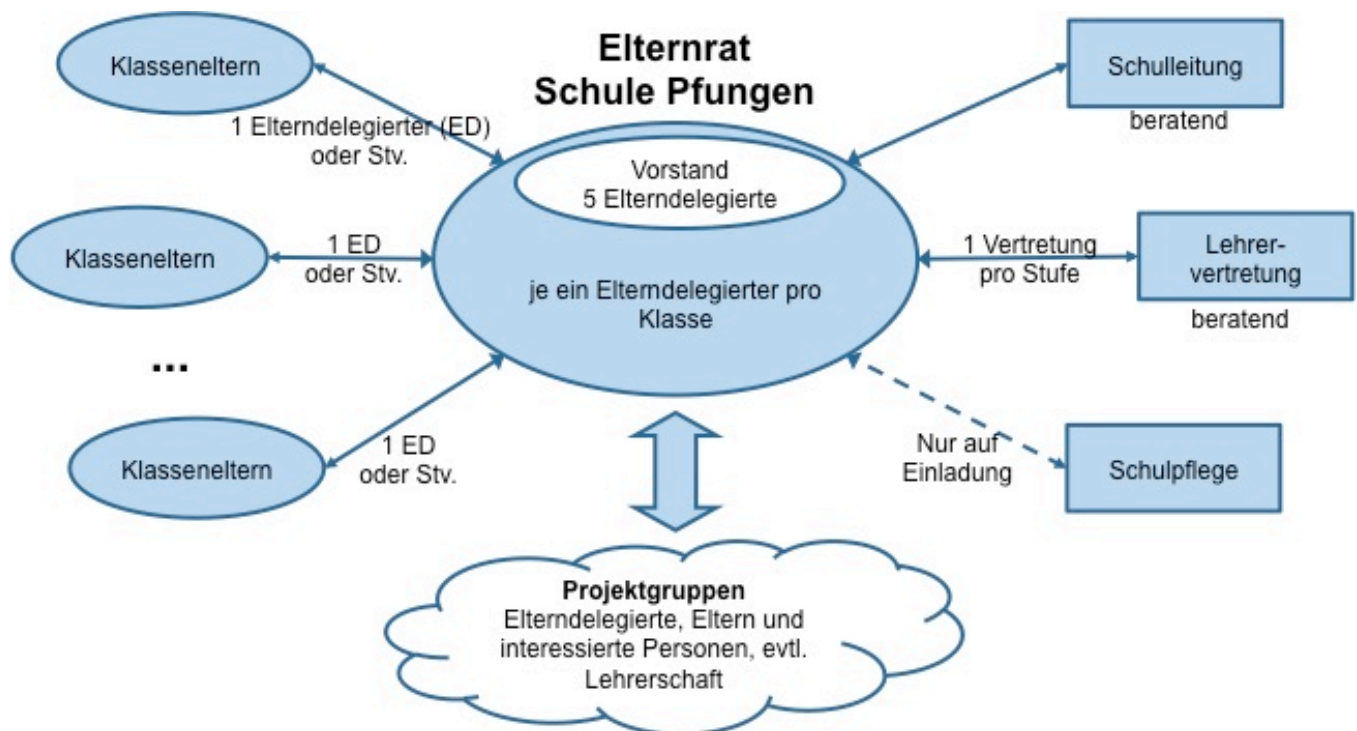 Elternrat
Schule Pfungen
Klasseneltern
1 Elterndelegierter (ED)
oder Stv.
Vorstand
5 Elterndelegierte
Schulleitung
beratend
Klasseneltern
1 ED
oder Stv.
je ein Elterndelegierter pro
Klasse
1 Vertretung
pro Stufe
Lehrer-
vertretung
beratend
...
Klasseneltern
1 ED
oder Stv.
Nur auf
Einladung
Schulpflege
Projektgruppen
Elterndelegierte, Eltern und
interessierte Personen, evtl.
Lehrerschaft